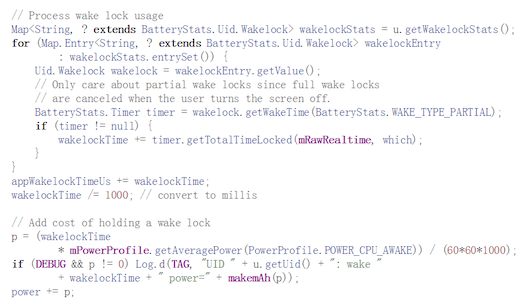 // Process wake lock usage
Map<String, ? extends BatteryStats.Uid.Wakelock> wakelockStats = u.getWakelockStats();
for (Map.Entry<String, ? extends BatteryStats.Uid.Wakelock> wakelockEntry
        : wakelockStats.entrySet()) {
    Uid.Wakelock wakelock = wakelockEntry.getValue();
    // Only care about partial wake locks since full wake locks
    // are canceled when the user turns the screen off.
    BatteryStats.Timer timer = wakelock.getWakeTime(BatteryStats.WAKE_TYPE_PARTIAL);
    if (timer != null) {
        wakelockTime += timer.getTotalTimeLocked(mRawRealtime, which);
    }
}
appWakelockTimeUs += wakelockTime;
wakelockTime /= 1000; // convert to millis

// Add cost of holding a wake lock
p = (wakelockTime
        * mPowerProfile.getAveragePower(PowerProfile.POWER_CPU_AWAKE)) / (60*60*1000);
if (DEBUG && p != 0) Log.d(TAG, "UID " + u.getUid() + ": wake "
        + wakelockTime + " power=" + makemAh(p));
power += p;